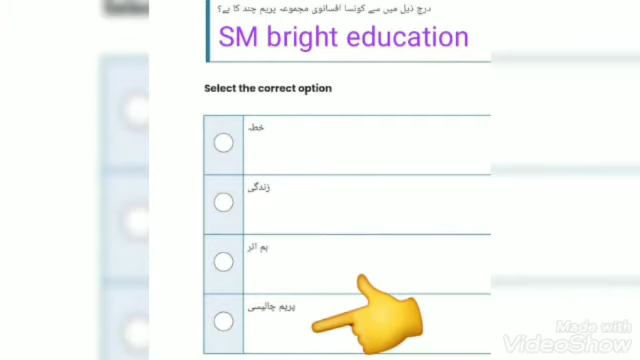 درج ذیل میں سے کونسا افسانوی مجموعہ پریم چند کا ہے؟
SM bright education
Select the correct option
خطہ
زندگی
ہم اثر
پریم چالیسی
Made with
VideoShow